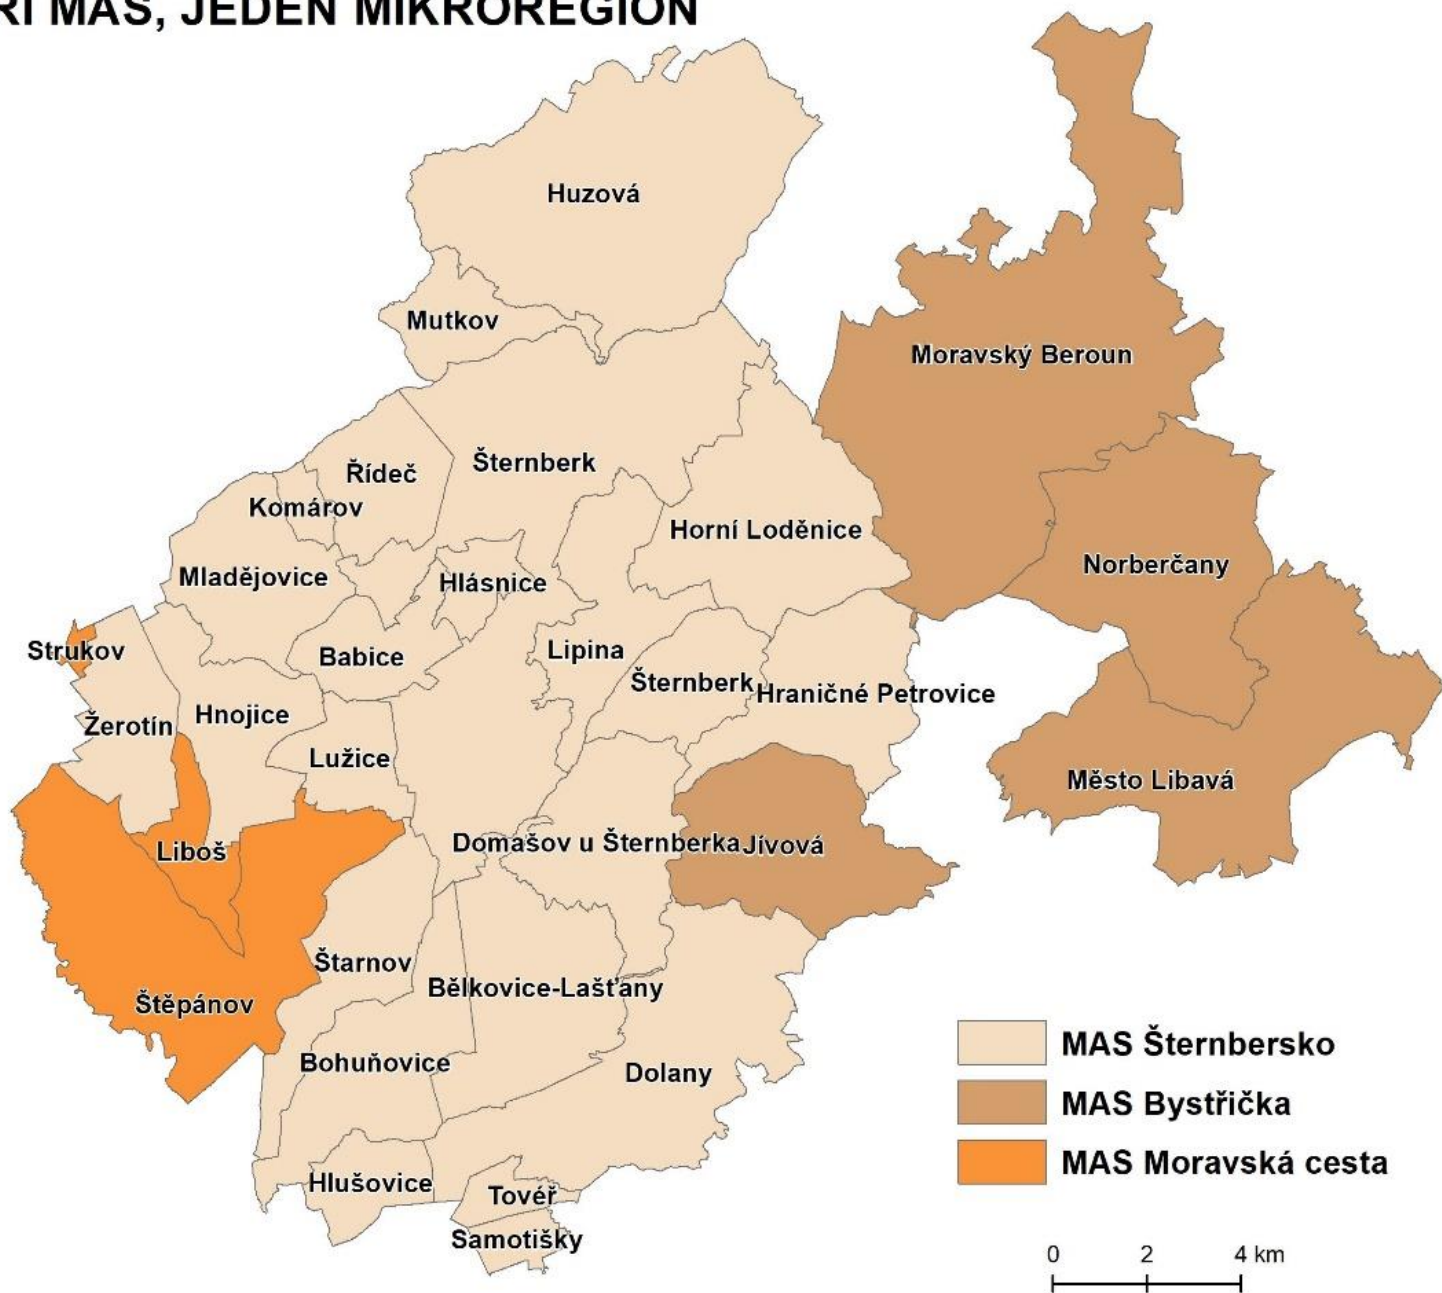 ŘI MAS, JEDEN MIKROREGION
Huzová
Mutkov
Moravský Beroun
Šternberk
Řídeč
Komárov
Horní Loděnice
Norberčany
Mladějovice
Hlásnice
Strukov
Babice
Lipina
Šternberk
Hraničné Petrovice
Žerotín
Hnojice
Lužice
Město Libavá
Liboš
Domašov u Šternberka
Jívová
Štarnov
Bělkovice-Lašťany
Štěpánov
Bohuňovice
Dolany
Hlušovice
Tovéř
Samotišky
MAS Šternbersko
MAS Bystřička
MAS Moravská cesta
0 2 4 km